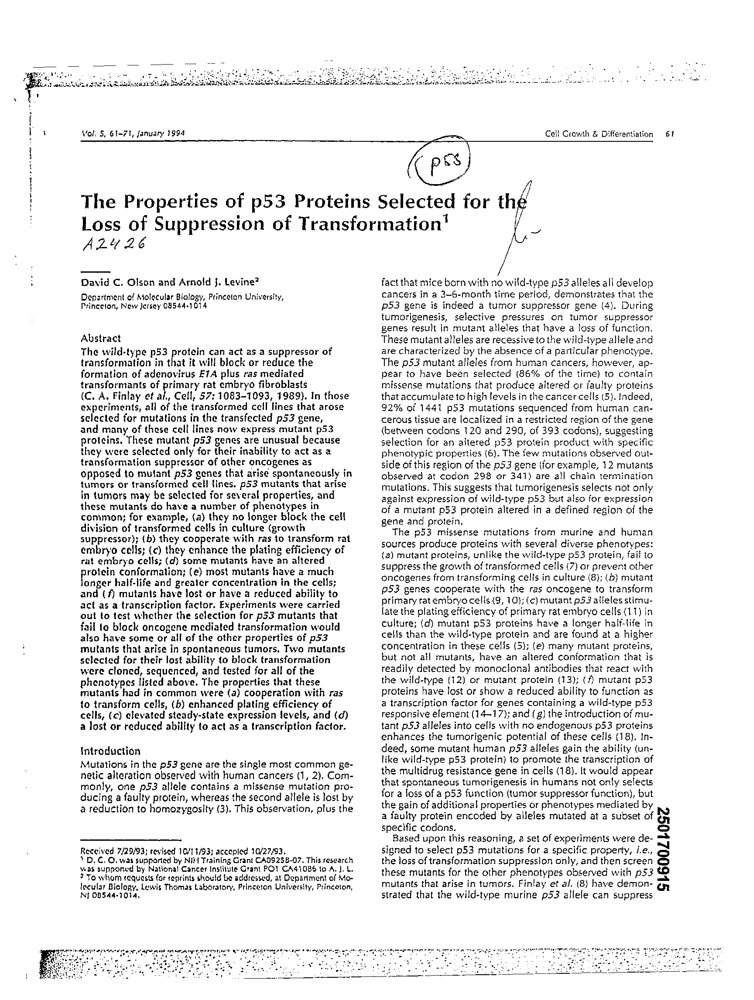 Vol. 5, 61–71, January 1994
Cell Growth & Differentiation 61
p53
The Properties of p53 Proteins Selected for the
Loss of Suppression of Transformation¹
A2426
David C. Olson and Arnold J. Levine²
Department of Molecular Biology, Princeton University,
Princeton, New Jersey 08544-1014
Abstract
The wild-type p53 protein can act as a suppressor of
transformation in that it will block or reduce the
formation of adenovirus E1A plus ras mediated
transformants of primary rat embryo fibroblasts
(C. A. Finlay et al., Cell, 57: 1083–1093, 1989). In those
experiments, all of the transformed cell lines that arose
selected for mutations in the transfected p53 gene,
and many of these cell lines now express mutant p53
proteins. These mutant p53 genes are unusual because
they were selected only for their inability to act as a
transformation suppressor of other oncogenes as
opposed to mutant p53 genes that arise spontaneously in
tumors or transformed cell lines. p53 mutants that arise
in tumors may be selected for several properties, and
these mutants do have a number of phenotypes in
common; for example, (a) they no longer block the cell
division of transformed cells in culture (growth
suppressor); (b) they cooperate with ras to transform rat
embryo cells; (c) they enhance the plating efficiency of
rat embryo cells; (d) some mutants have an altered
protein conformation; (e) most mutants have a much
longer half-life and greater concentration in the cells;
and (f) mutants have lost or have a reduced ability to
act as a transcription factor. Experiments were carried
out to test whether the selection for p53 mutants that
fail to block oncogene mediated transformation would
also have some or all of the other properties of p53
mutants that arise in spontaneous tumors. Two mutants
selected for their lost ability to block transformation
were cloned, sequenced, and tested for all of the
phenotypes listed above. The properties that these
mutants had in common were (a) cooperation with ras
to transform cells, (b) enhanced plating efficiency of
cells, (c) elevated steady-state expression levels, and (d)
a lost or reduced ability to act as a transcription factor.
Introduction
Mutations in the p53 gene are the single most common ge-
netic alteration observed with human cancers (1, 2). Com-
monly, one p53 allele contains a missense mutation pro-
ducing a faulty protein, whereas the second allele is lost by
a reduction to homozygosity (3). This observation, plus the
Received 7/29/93; revised 10/11/93; accepted 10/27/93.
¹ D. C. O. was supported by NIH Training Grant CA09258-07. This research
was supported by National Cancer Institute Grant PO1 CA41086 to A. J. L.
² To whom requests for reprints should be addressed, at Department of Mo-
lecular Biology, Lewis Thomas Laboratory, Princeton University, Princeton,
NJ 08544-1014.
fact that mice born with no wild-type p53 alleles all develop
cancers in a 3–6-month time period, demonstrates that the
p53 gene is indeed a tumor suppressor gene (4). During
tumorigenesis, selective pressures on tumor suppressor
genes result in mutant alleles that have a loss of function.
These mutant alleles are recessive to the wild-type allele and
are characterized by the absence of a particular phenotype.
The p53 mutant alleles from human cancers, however, ap-
pear to have been selected (86% of the time) to contain
missense mutations that produce altered or faulty proteins
that accumulate to high levels in the cancer cells (5). Indeed,
92% of 1441 p53 mutations sequenced from human can-
cerous tissue are localized in a restricted region of the gene
(between codons 120 and 290, of 393 codons), suggesting
selection for an altered p53 protein product with specific
phenotypic properties (6). The few mutations observed out-
side of this region of the p53 gene (for example, 12 mutants
observed at codon 298 or 341) are all chain termination
mutations. This suggests that tumorigenesis selects not only
against expression of wild-type p53 but also for expression
of a mutant p53 protein altered in a defined region of the
gene and protein.
The p53 missense mutations from murine and human
sources produce proteins with several diverse phenotypes:
(a) mutant proteins, unlike the wild-type p53 protein, fail to
suppress the growth of transformed cells (7) or prevent other
oncogenes from transforming cells in culture (8); (b) mutant
p53 genes cooperate with the ras oncogene to transform
primary rat embryo cells (9, 10); (c) mutant p53 alleles stimu-
late the plating efficiency of primary rat embryo cells (11) in
culture; (d) mutant p53 proteins have a longer half-life in
cells than the wild-type protein and are found at a higher
concentration in these cells (5); (e) many mutant proteins,
but not all mutants, have an altered conformation that is
readily detected by monoclonal antibodies that react with
the wild-type (12) or mutant protein (13); (f) mutant p53
proteins have lost or show a reduced ability to function as
a transcription factor for genes containing a wild-type p53
responsive element (14–17); and (g) the introduction of mu-
tant p53 alleles into cells with no endogenous p53 proteins
enhances the tumorigenic potential of these cells (18). In-
deed, some mutant human p53 alleles gain the ability (un-
like wild-type p53 protein) to promote the transcription of
the multidrug resistance gene in cells (18). It would appear
that spontaneous tumorigenesis in humans not only selects
for a loss of a p53 function (tumor suppressor function), but
the gain of additional properties or phenotypes mediated by
a faulty protein encoded by alleles mutated at a subset of
specific codons.
Based upon this reasoning, a set of experiments were de-
signed to select p53 mutations for a specific property, i.e.,
the loss of transformation suppression only, and then screen
these mutants for the other phenotypes observed with p53
mutants that arise in tumors. Finlay et al. (8) have demon-
strated that the wild-type murine p53 allele can suppress
2501700915